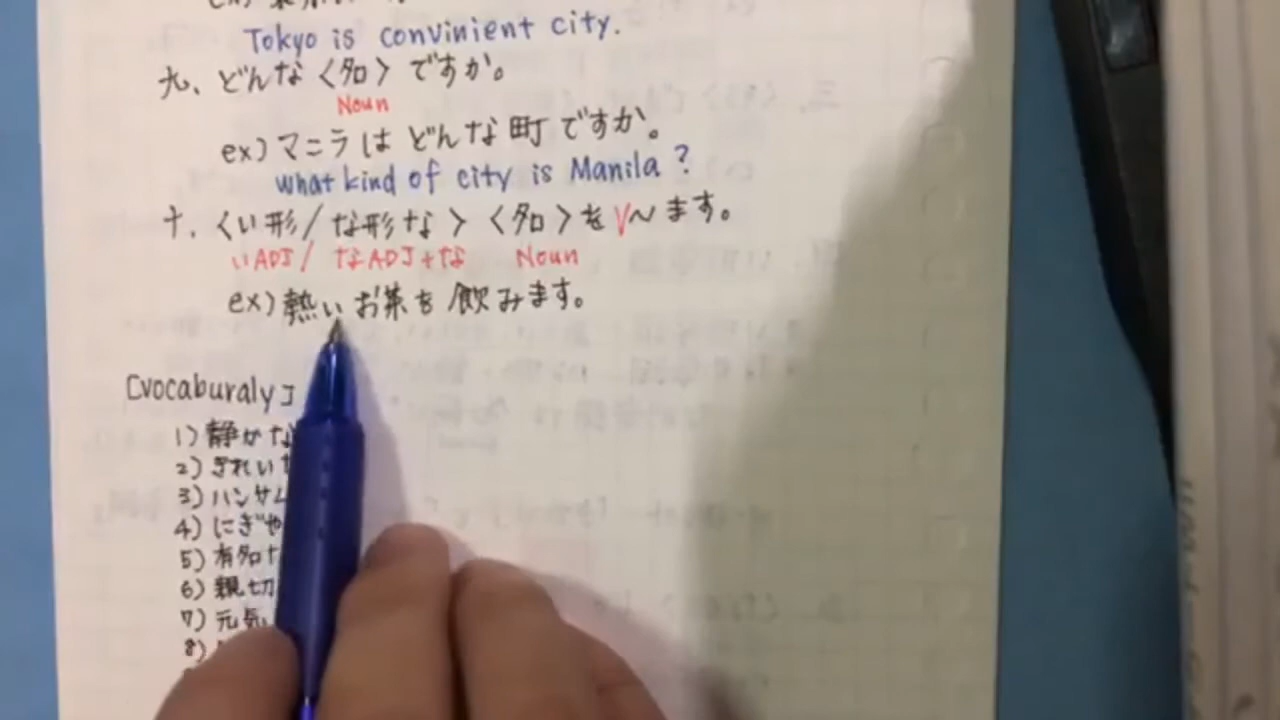 Tokyo is convinient city.
九、どんな〈名〉ですか。
Noun
ex) マニラは どんな 町ですか。
what kind of city is Manila ?
十、〈い形/な形な〉〈名〉を V～ます。
いADJ/ なADJ+な Noun
ex) 熱い お茶を 飲みます。
[vocaburaly]
1) 静かな
2) きれい
3) ハンサム
4) にぎや
5) 有名
6) 親切
7) 元気
8)